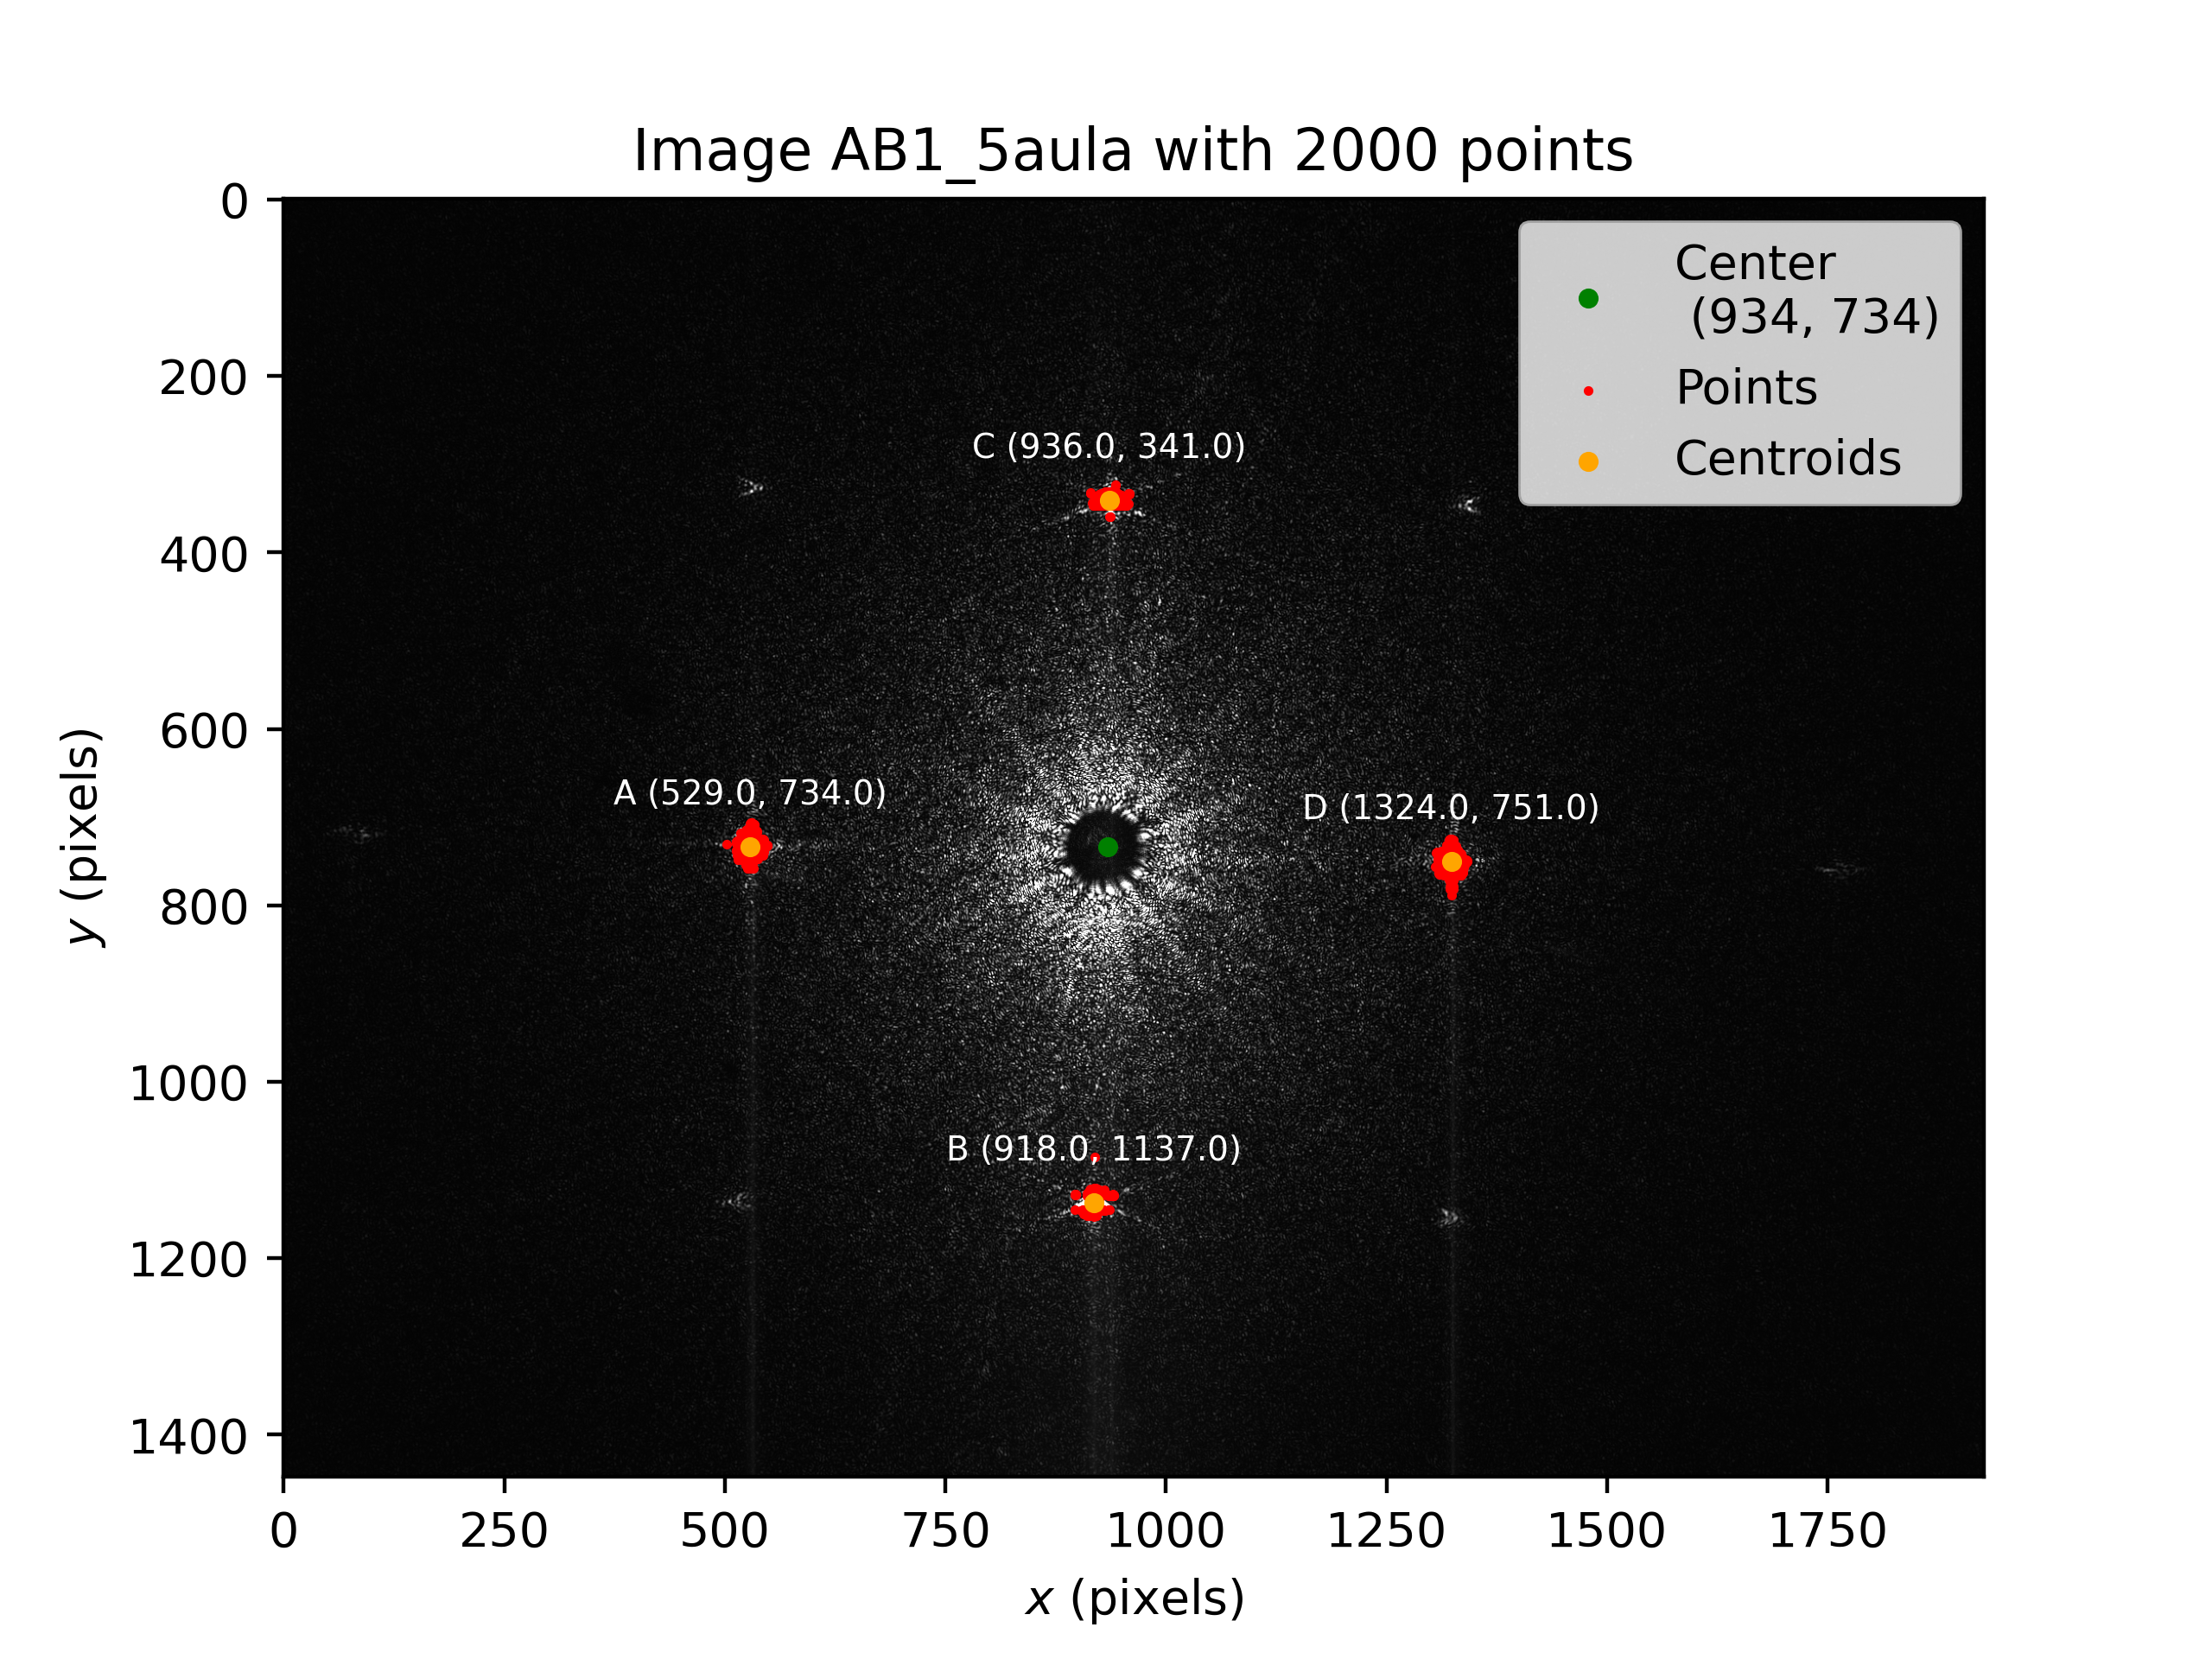 Image AB1_5aula with 2000 points
0
200
400
600
800
1000
1200
1400
y (pixels)
Center
(934, 734)
Points
Centroids
C (936.0, 341.0)
A (529.0, 734.0)
D (1324.0, 751.0)
B (918.0, 1137.0)
0
250
500
750
1000
1250
1500
1750
x (pixels)